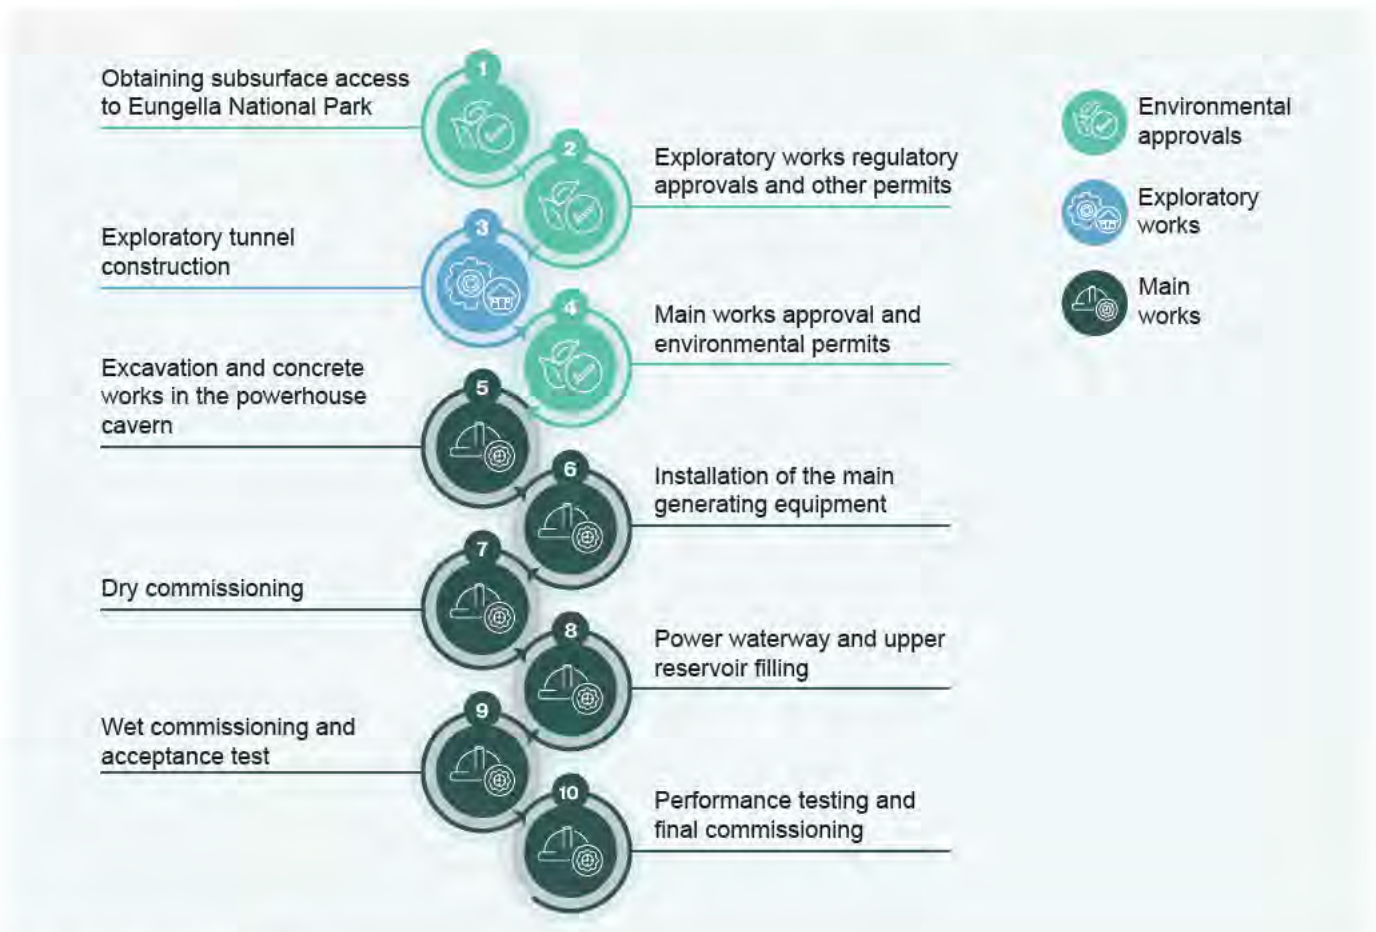 1
Obtaining subsurface access
to Eungella National Park
2
Exploratory works regulatory
approvals and other permits
3
Exploratory tunnel
construction
4
Main works approval and
environmental permits
5
Excavation and concrete
works in the powerhouse
cavern
6
Installation of the main
generating equipment
7
Dry commissioning
8
Power waterway and upper
reservoir filling
9
Wet commissioning and
acceptance test
10
Performance testing and
final commissioning
Environmental
approvals
Exploratory
works
Main
works